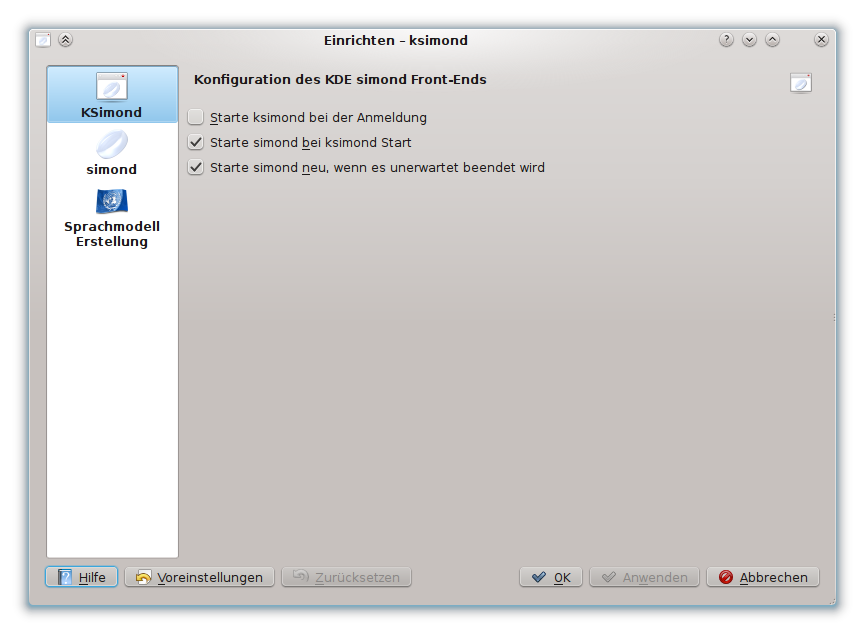 Einrichten – ksimond
KSimond
simond
Sprachmodell
Erstellung
Konfiguration des KDE simond Front-Ends
Starte ksimond bei der Anmeldung
Starte simond bei ksimond Start
Starte simond neu, wenn es unerwartet beendet wird
Hilfe
Voreinstellungen
Zurücksetzen
OK
Anwenden
Abbrechen